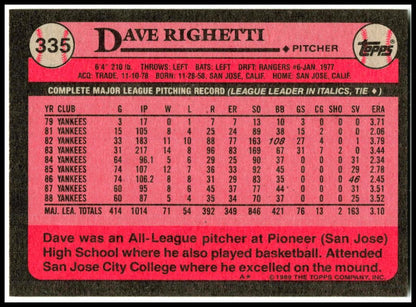 335
DAVE RIGHETTI
PITCHER
Topps
6'4" 210 lb. THROWS: LEFT BATS: LEFT DRFT: RANGERS #6-JAN. 1977
ACQ: TRADE, 11-10-78 BORN: 11-28-58, SAN JOSE, CALIF. HOME: SAN JOSE, CALIF.
COMPLETE MAJOR LEAGUE PITCHING RECORD (LEAGUE LEADER IN ITALICS, TIE ♦)
YR CLUB G IP W L R ER SO BB GS CG SHO SV ERA
79 YANKEES 3 17 0 1 7 7 13 10 3 0 0 0 3.71
81 YANKEES 15 105 8 4 25 24 89 38 15 2 0 0 2.06
82 YANKEES 33 183 11 10 88 77 163 108 27 4 0 1 3.79
83 YANKEES 31 217 14 8 96 83 169 67 31 7 2 0 3.44
84 YANKEES 64 96.1 5 6 29 25 90 37 0 0 0 31 2.34
85 YANKEES 74 107 12 7 36 33 92 45 0 0 0 29 2.78
86 YANKEES 74 106.2 8 8 31 29 83 35 0 0 0 46 2.45
87 YANKEES 60 95 8 6 45 37 77 44 0 0 0 31 3.51
88 YANKEES 60 87 5 4 35 34 70 37 0 0 0 25 3.52
MAJ. LEA. TOTALS 414 1014 71 54 392 349 846 421 76 13 2 163 3.10
Dave was an All-League pitcher at Pioneer (San Jose)
High School where he also played basketball. Attended
San Jose City College where he excelled on the mound.
A* © 1989 THE TOPPS COMPANY, INC.